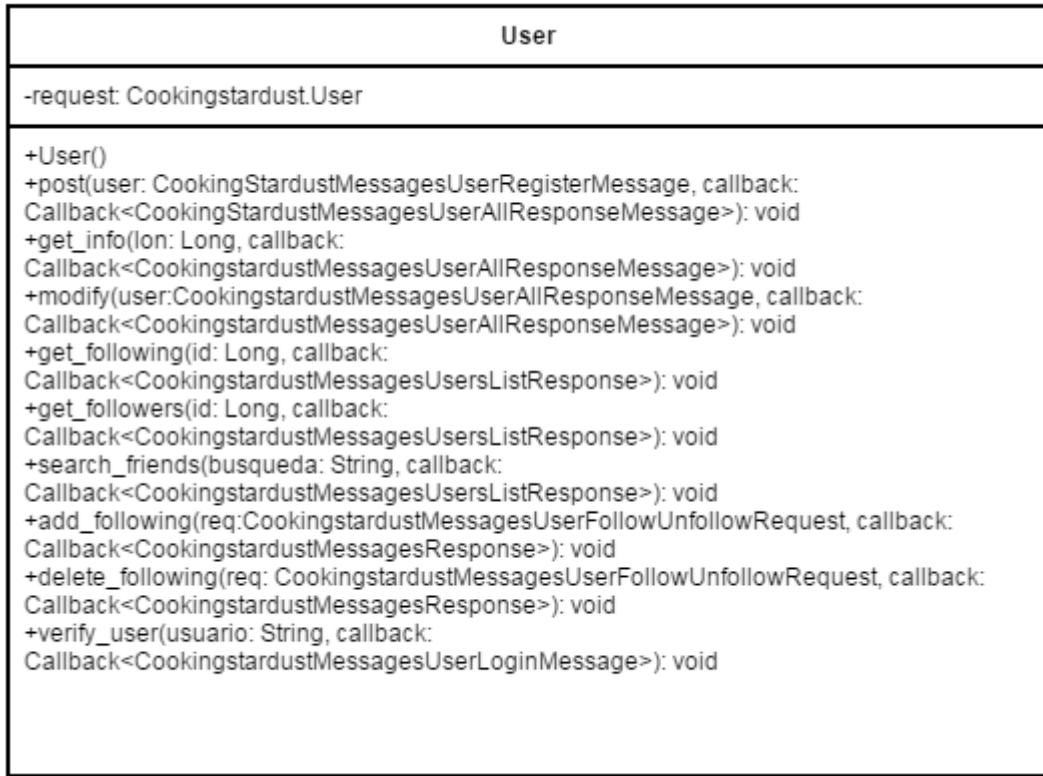 User
-request: Cookingstardust.User
+User()
+post(user: CookingStardustMessagesUserRegisterMessage, callback:
Callback<CookingStardustMessagesUserAllResponseMessage>): void
+get_info(lon: Long, callback:
Callback<CookingstardustMessagesUserAllResponseMessage>): void
+modify(user:CookingstardustMessagesUserAllResponseMessage, callback:
Callback<CookingstardustMessagesUserAllResponseMessage>): void
+get_following(id: Long, callback:
Callback<CookingstardustMessagesUsersListResponse>): void
+get_followers(id: Long, callback:
Callback<CookingstardustMessagesUsersListResponse>): void
+search_friends(busqueda: String, callback:
Callback<CookingstardustMessagesUsersListResponse>): void
+add_following(req:CookingstardustMessagesUserFollowUnfollowRequest, callback:
Callback<CookingstardustMessagesResponse>): void
+delete_following(req: CookingstardustMessagesUserFollowUnfollowRequest, callback:
Callback<CookingstardustMessagesResponse>): void
+verify_user(usuario: String, callback:
Callback<CookingstardustMessagesUserLoginMessage>): void